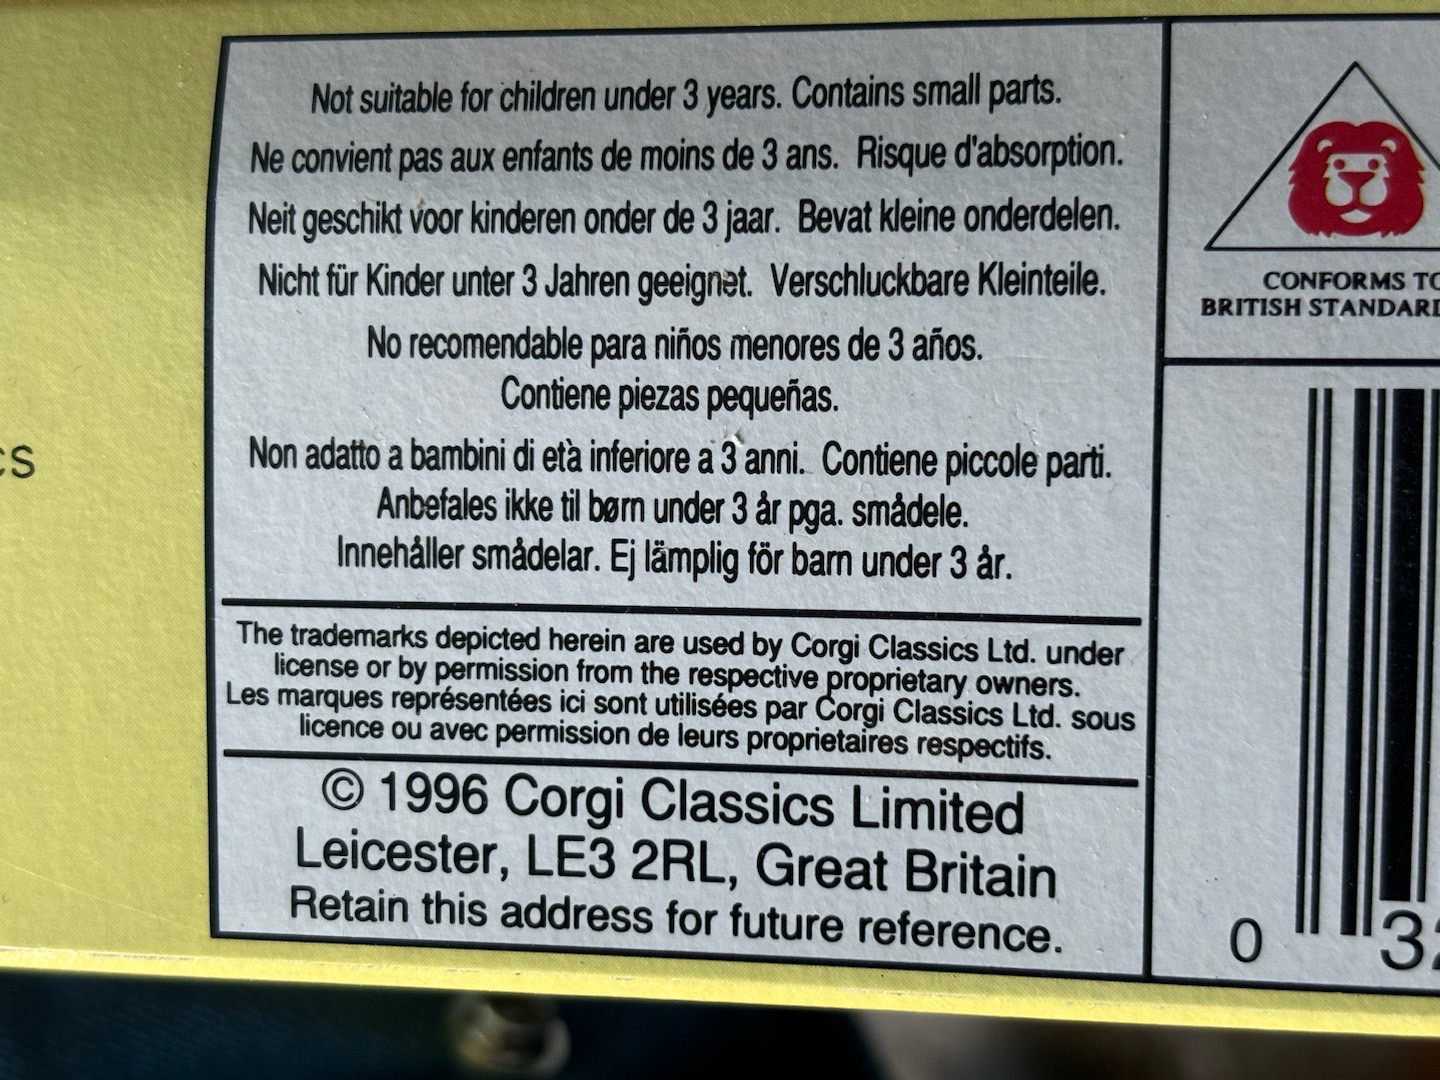 Not suitable for children under 3 years. Contains small parts.
Ne convient pas aux enfants de moins de 3 ans. Risque d'absorption.
Neit geschikt voor kinderen onder de 3 jaar. Bevat kleine onderdelen.
Nicht für Kinder unter 3 Jahren geeignet. Verschluckbare Kleinteile.
No recomendable para niños menores de 3 años.
Contiene piezas pequeñas.
Non adatto a bambini di età inferiore a 3 anni. Contiene piccole parti.
Anbefales ikke til børn under 3 år pga. smådele.
Innehåller smådelar. Ej lämplig för barn under 3 år.
The trademarks depicted herein are used by Corgi Classics Ltd. under
license or by permission from the respective proprietary owners.
Les marques représentées ici sont utilisées par Corgi Classics Ltd. sous
licence ou avec permission de leurs proprietaires respectifs.
© 1996 Corgi Classics Limited
Leicester, LE3 2RL, Great Britain
Retain this address for future reference.
CONFORMS TO
BRITISH STANDARD
0 3